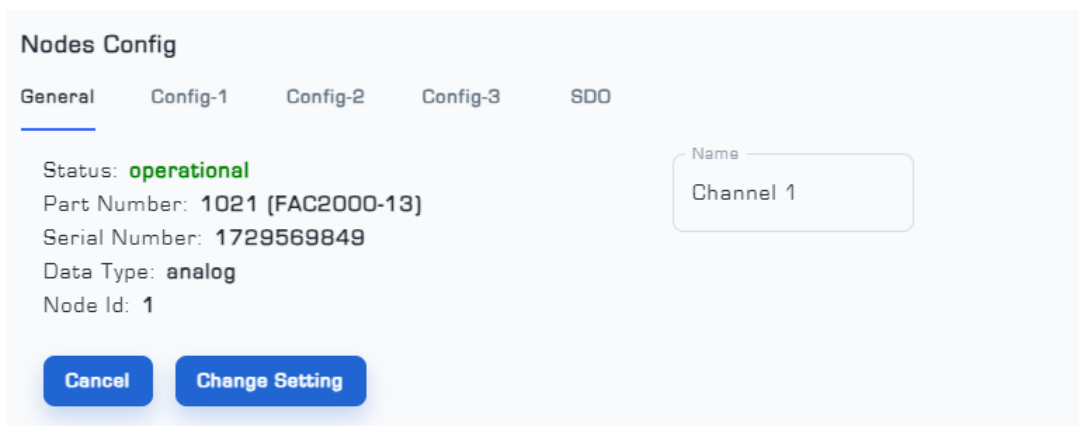 Nodes Config
General Config-1 Config-2 Config-3 SDO
Status: operational
Part Number: 1021 (FAC2000-13)
Serial Number: 1729569849
Data Type: analog
Node Id: 1
Name
Channel 1
Cancel Change Setting